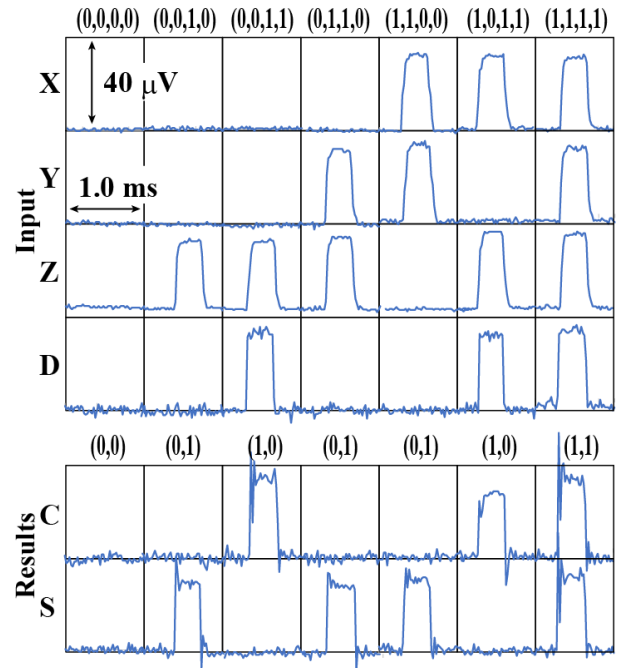 (0,0,0,0) (0,0,1,0) (0,0,1,1) (0,1,1,0) (1,1,0,0) (1,0,1,1) (1,1,1,1)
X
40 μV
Y
1.0 ms
Input
Z
D
(0,0) (0,1) (1,0) (0,1) (0,1) (1,0) (1,1)
C
Results
S